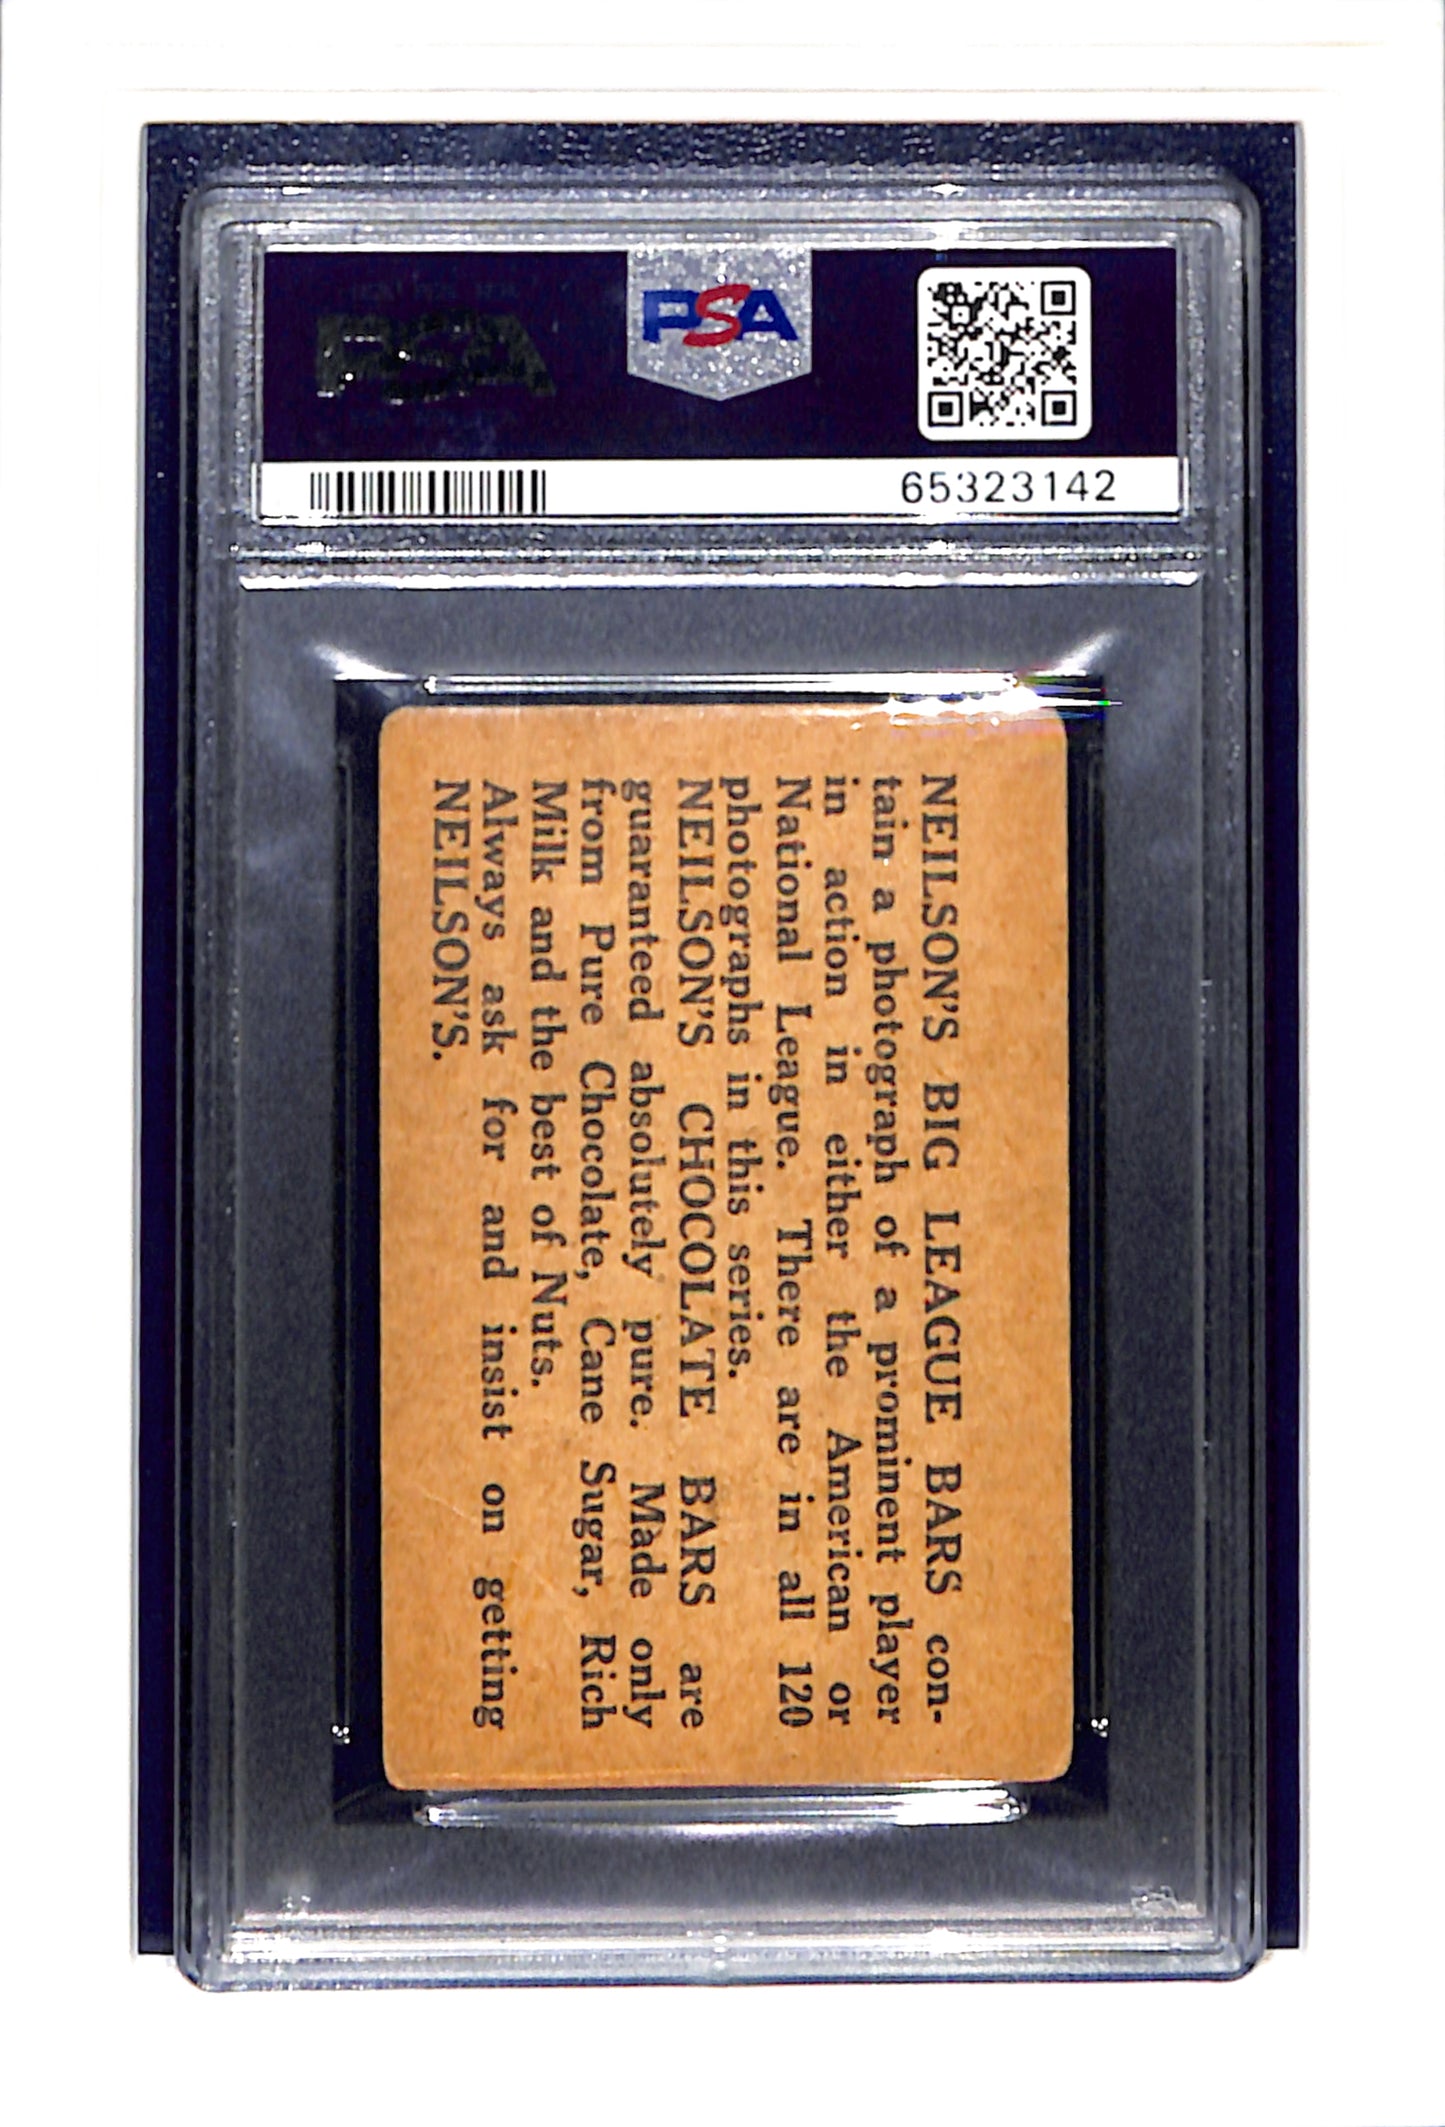 PSA
PSA
65323142
NEILSON'S BIG LEAGUE BARS con-
tain a photograph of a prominent player
in action in either the American or
National League. There are in all 120
photographs in this series.
NEILSON'S CHOCOLATE BARS are
guaranteed absolutely pure. Made only
from Pure Chocolate, Cane Sugar, Rich
Milk and the best of Nuts.
Always ask for and insist on getting
NEILSON'S.